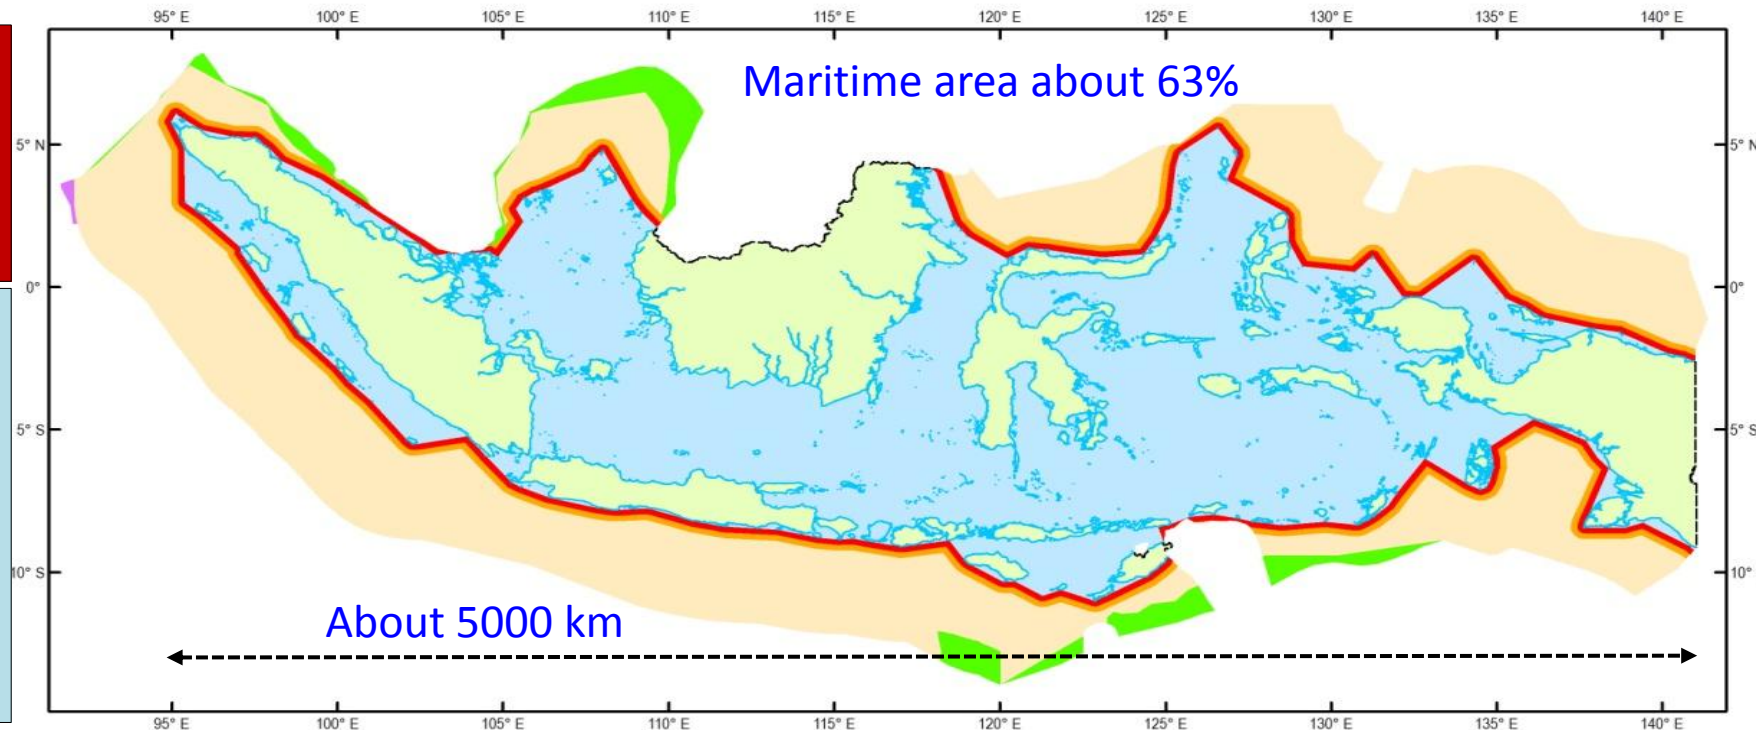 95° E 100° E 105° E 110° E 115° E 120° E 125° E 130° E 135° E 140° E
Maritime area about 63%
5° N 5° N
0° 0°
5° S 5° S
10° S 10°
About 5000 km
95° E 100° E 105° E 110° E 115° E 120° E 125° E 130° E 135° E 140° E